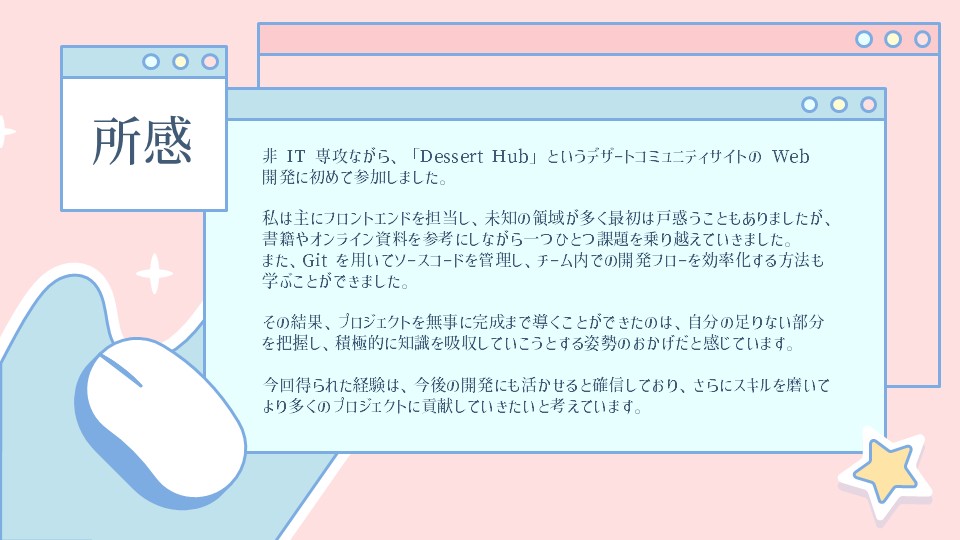 所感
非 IT 専攻ながら、「Dessert Hub」というデザートコミュニティサイトの Web
開発に初めて参加しました。
私は主にフロントエンドを担当し、未知の領域が多く最初は戸惑うこともありましたが、
書籍やオンライン資料を参考にしながら一つひとつ課題を乗り越えていきました。
また、Git を用いてソースコードを管理し、チーム内での開発フローを効率化する方法も
学ぶことができました。
その結果、プロジェクトを無事に完成まで導くことができたのは、自分の足りない部分
を把握し、積極的に知識を吸収していこうとする姿勢のおかげだと感じています。
今回得られた経験は、今後の開発にも活かせると確信しており、さらにスキルを磨いて
より多くのプロジェクトに貢献していきたいと考えています。